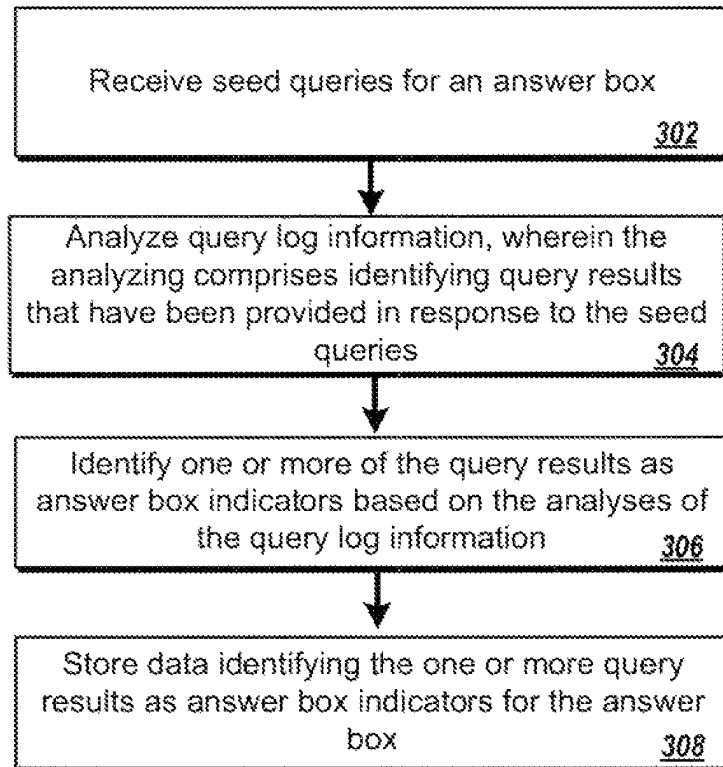 Receive seed queries for an answer box
302
Analyze query log information, wherein the
analyzing comprises identifying query results
that have been provided in response to the seed
queries
304
Identify one or more of the query results as
answer box indicators based on the analyses of
the query log information
306
Store data identifying the one or more query
results as answer box indicators for the answer
box
308